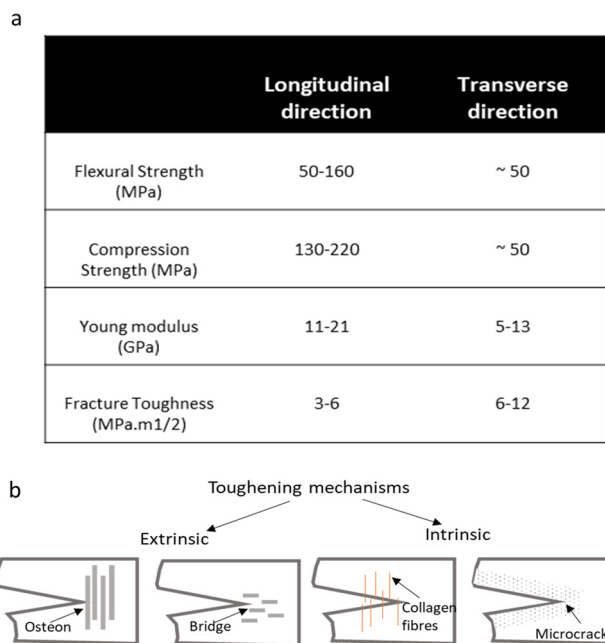 a
Longitudinal direction
Transverse direction
Flexural Strength (MPa)
50-160
~ 50
Compression Strength (MPa)
130-220
~ 50
Young modulus (GPa)
11-21
5-13
Fracture Toughness (MPa.m1/2)
3-6
6-12
b
Toughening mechanisms
Extrinsic
Intrinsic
Osteon
Bridge
Collagen fibres
Microcrack